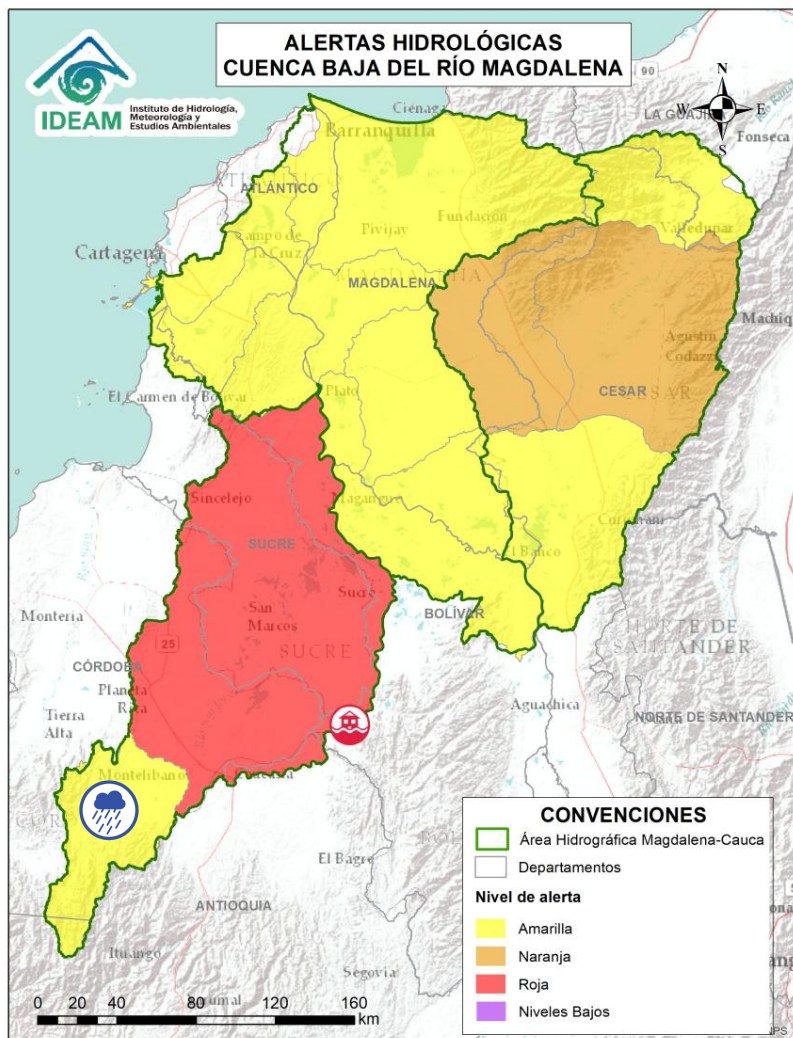 ALERTAS HIDROLÓGICAS
CUENCA BAJA DEL RÍO MAGDALENA
IDEAM
Instituto de Hidrología,
Meteorología y
Estudios Ambientales
90
N
W
E
S
Ciénaga
LA GUAJIRA
Fonseca
Barranquilla
ATLÁNTICO
Fundación
Valledupar
Pivijay
Campo de
la Cruz
Cartagena
MAGDALENA
MAGDALENA
Machiq
Agustín
Codazzi
CESAR
El Carmen de Bolívar
Plato
Sincelejo
Magangué
Curumaní
SUCRE
El Banco
Sucre
BOLÍVAR
San
Marcos
Montería
NORTE DE
SANTANDER
SUCRE
25
CÓRDOBA
Planeta
Rica
Aguachica
NORTE DE SANTANDER
Tierra
Alta
Montelíbano
Caucasia
El Bagre
ANTIOQUIA
Ituango
Segovia
CONVENCIONES
Área Hidrográfica Magdalena-Cauca
Departamentos
Nivel de alerta
Amarilla
Naranja
Roja
Niveles Bajos
0 20 40 80 120 160
km